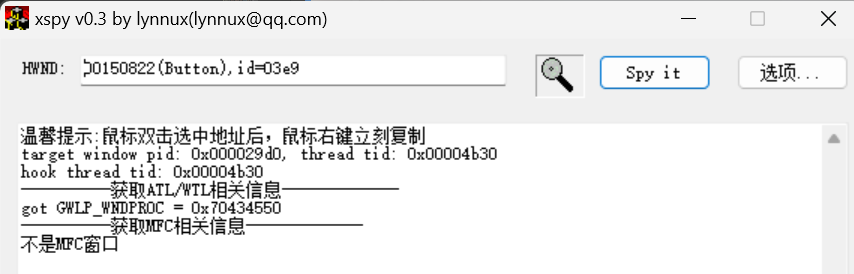 xspy v0.3 by lynnux(lynnux@qq.com)
HWND: 00150822(Button),id=03e9
Spy it
选项...
温馨提示:鼠标双击选中地址后，鼠标右键立刻复制
target window pid: 0x000029d0, thread tid: 0x00004b30
hook thread tid: 0x00004b30
——————获取ATL/WTL相关信息————————
got GWLP_WNDPROC = 0x70434550
——————获取MFC相关信息————————
不是MFC窗口